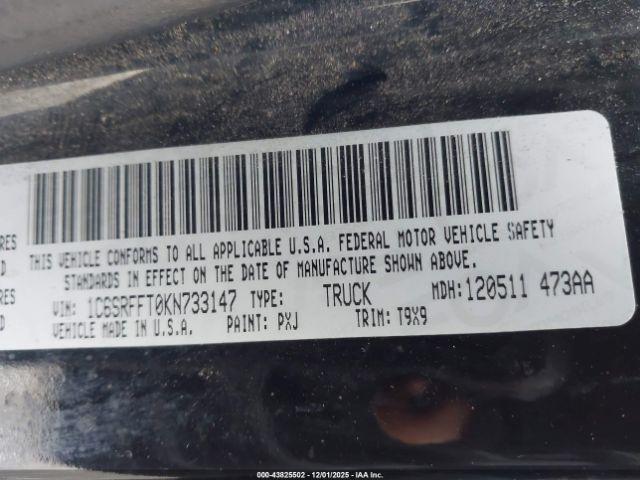 RES
THIS VEHICLE CONFORMS TO ALL APPLICABLE U.S.A. FEDERAL MOTOR VEHICLE SAFETY
D
STANDARDS IN EFFECT ON THE DATE OF MANUFACTURE SHOWN ABOVE.
RES
VIN: 1C6SRFFT0KN733147 TYPE: TRUCK MDH: 120511 473AA
D
VEHICLE MADE IN U.S.A. PAINT: PXJ TRIM: T9X9
000-43825502 - 12/01/2025 - IAA Inc.